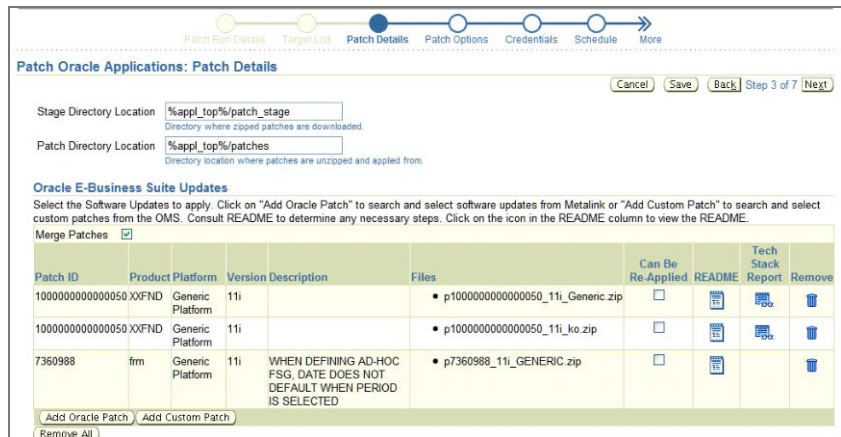 Patch Run Details Target List Patch Details Patch Options Credentials Schedule More
Patch Oracle Applications: Patch Details
Cancel Save Back Step 3 of 7 Next
Stage Directory Location %appl_top%/patch_stage
Directory where zipped patches are downloaded.
Patch Directory Location %appl_top%/patches
Directory location where patches are unzipped and applied from.
Oracle E-Business Suite Updates
Select the Software Updates to apply. Click on "Add Oracle Patch" to search and select software updates from Metalink or "Add Custom Patch" to search and select
custom patches from the OMS. Consult README to determine any necessary steps. Click on the icon in the README column to view the README.
Merge Patches
Patch ID Product Platform Version Description Files Can Be Re-Applied README Tech Stack Report Remove
1000000000000050 XXFND Generic Platform 11i p1000000000000050_11i_Generic.zip
1000000000000050 XXFND Generic Platform 11i p1000000000000050_11i_ko.zip
7360988 frm Generic Platform 11i WHEN DEFINING AD-HOC FSG, DATE DOES NOT DEFAULT WHEN PERIOD IS SELECTED p7360988_11i_GENERIC.zip
Add Oracle Patch Add Custom Patch
Remove All